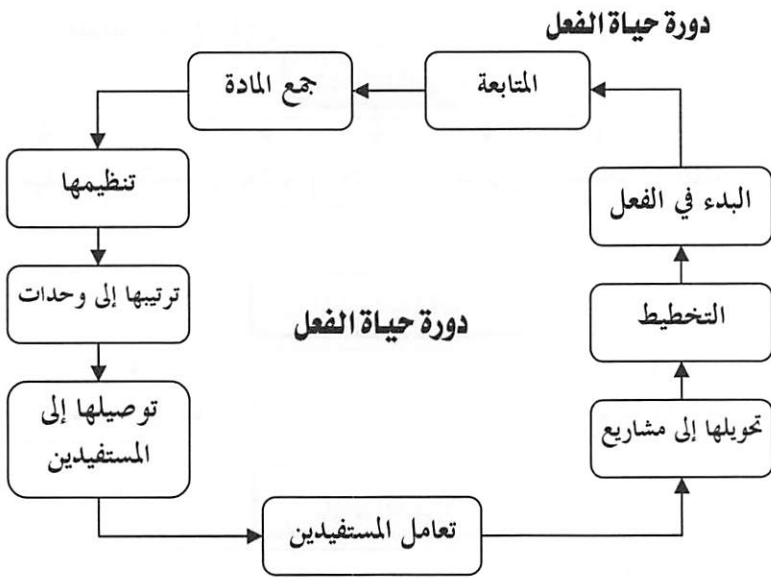 دورة حياة الفعل
المتابعة
جمع المادة
تنظيمها
ترتيبها إلى وحدات
توصيلها إلى
المستفيدين
تعامل المستفيدين
تحويلها إلى مشاريع
التخطيط
البدء في الفعل
دورة حياة الفعل